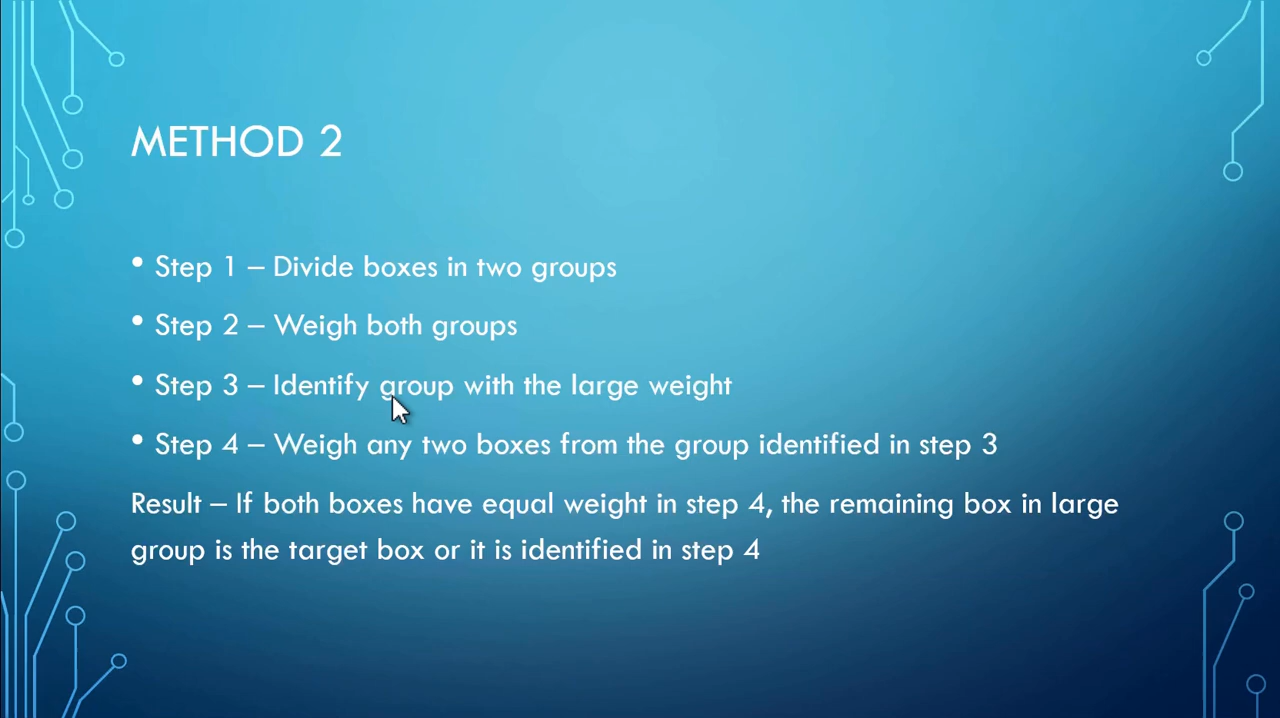 METHOD 2
• Step 1 – Divide boxes in two groups
• Step 2 – Weigh both groups
• Step 3 – Identify group with the large weight
• Step 4 – Weigh any two boxes from the group identified in step 3
Result – If both boxes have equal weight in step 4, the remaining box in large
group is the target box or it is identified in step 4